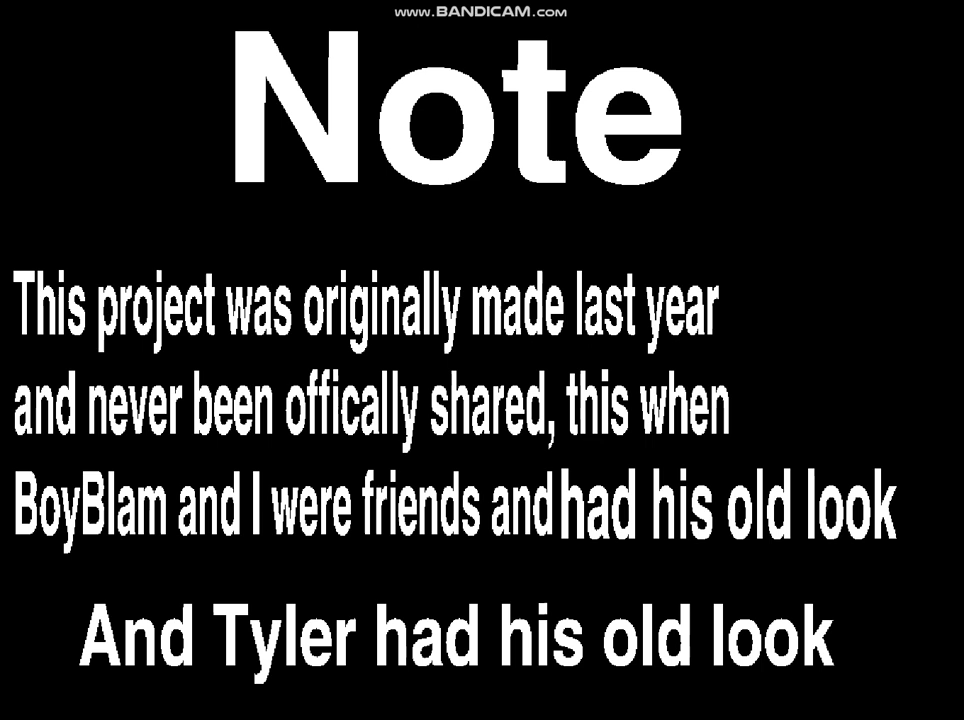 www.BANDICAM.com
Note
This project was originally made last year
and never been offically shared, this when
BoyBlam and I were friends and had his old look
And Tyler had his old look